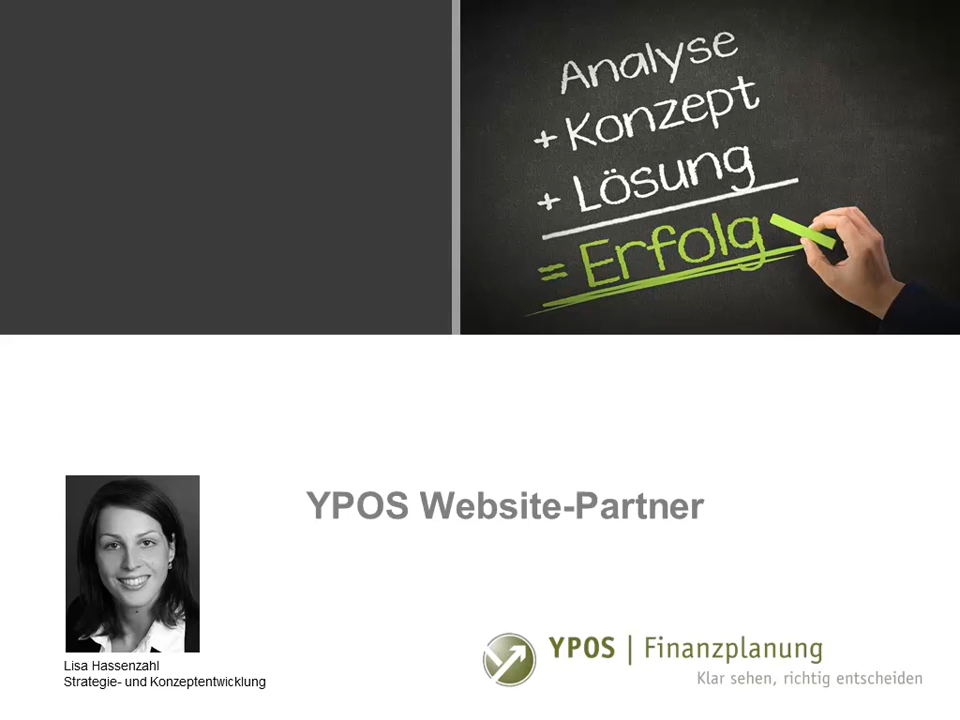 Analyse
+ Konzept
+ Lösung
= Erfolg
YPOS Website-Partner
Lisa Hassenzahl
Strategie- und Konzeptentwicklung
YPOS | Finanzplanung
Klar sehen, richtig entscheiden